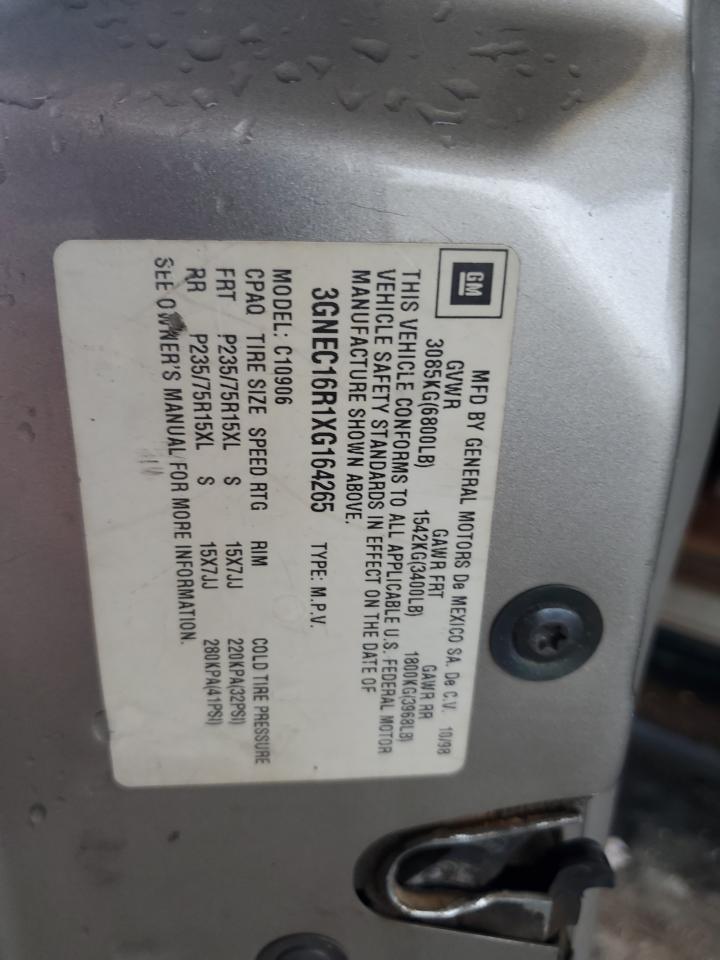 GM
MFD BY GENERAL MOTORS De MEXICO SA. De C.V. 10/98
GVWR GAWR FRT GAWR RR
3085KG(6800LB) 1542KG(3400LB) 1800KG(3968LB)
THIS VEHICLE CONFORMS TO ALL APPLICABLE U.S. FEDERAL MOTOR
VEHICLE SAFETY STANDARDS IN EFFECT ON THE DATE OF
MANUFACTURE SHOWN ABOVE.
3GNEC16R1XG164265 TYPE: M.P.V.
MODEL: C10906
CPAQ TIRE SIZE SPEED RTG RIM COLD TIRE PRESSURE
FRT P235/75R15XL S 15X7JJ 220KPA(32PSI)
RR P235/75R15XL S 15X7JJ 280KPA(41PSI)
SEE OWNER'S MANUAL FOR MORE INFORMATION.